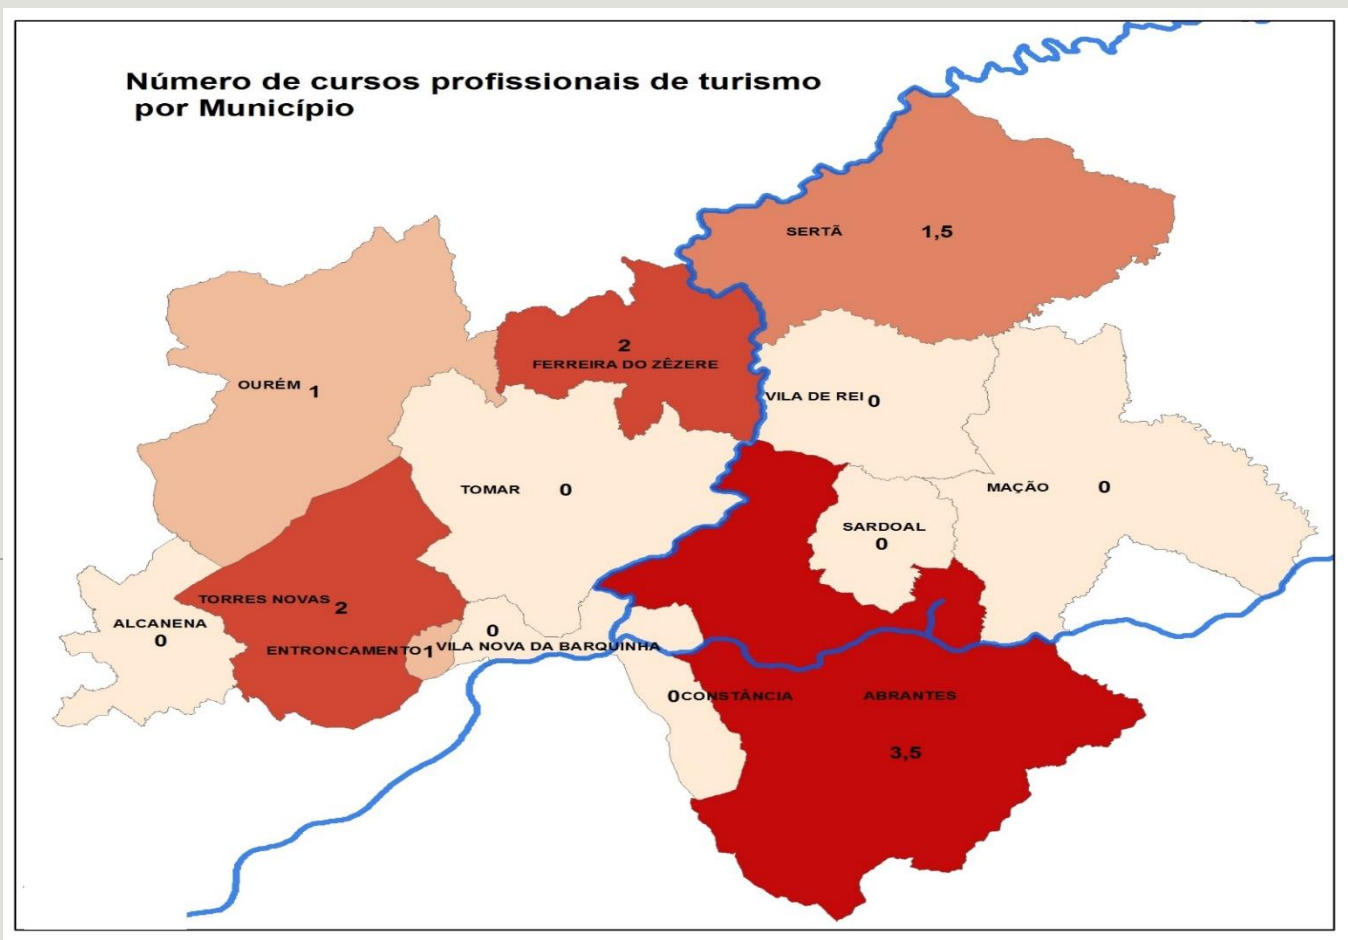 Número de cursos profissionais de turismo
por Município
SERTÃ 1,5
2
FERREIRA DO ZÊZERE
OURÉM 1
VILA DE REI 0
TOMAR 0
MAÇÃO 0
SARDOAL
0
TORRES NOVAS 2
ALCANENA
0
0
ENTRONCAMENTO 1 VILA NOVA DA BARQUINHA
0 CONSTÂNCIA
ABRANTES
3,5